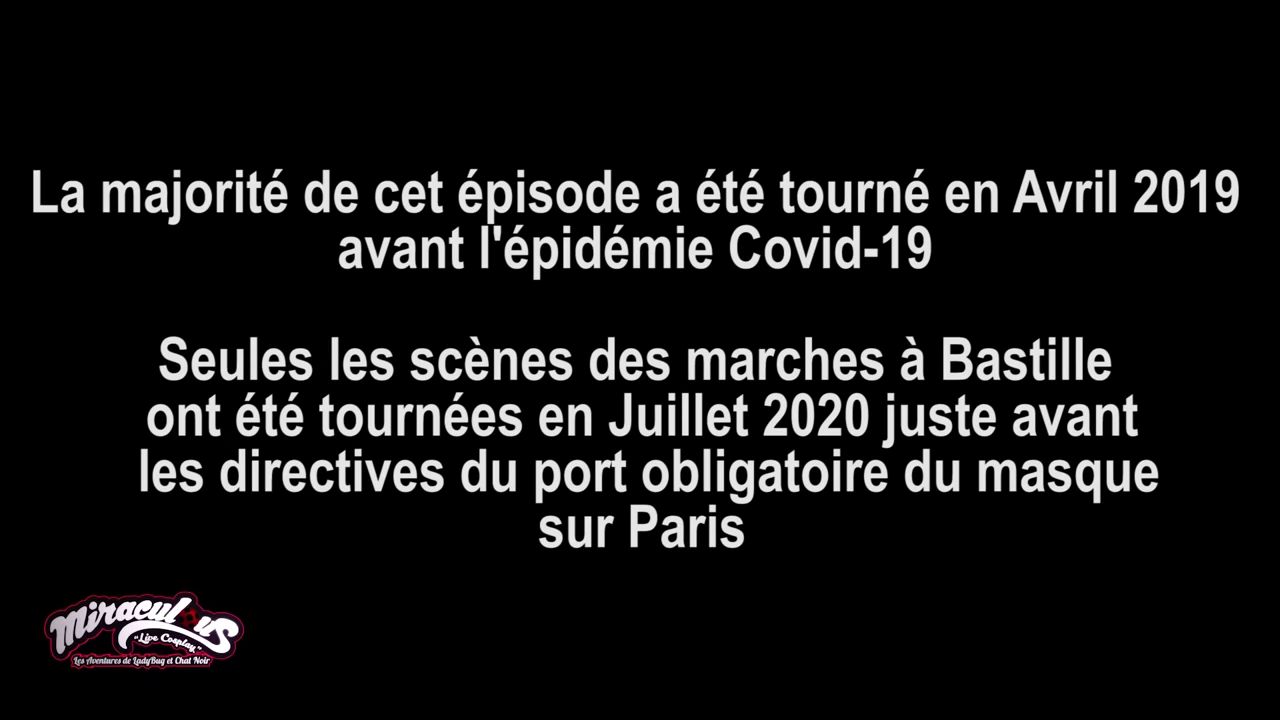 La majorité de cet épisode a été tourné en Avril 2019
avant l'épidémie Covid-19
Seules les scènes des marches à Bastille
ont été tournées en Juillet 2020 juste avant
les directives du port obligatoire du masque
sur Paris
Miraculous
"Live Cosplay"
Les Aventures de LadyBug et Chat Noir